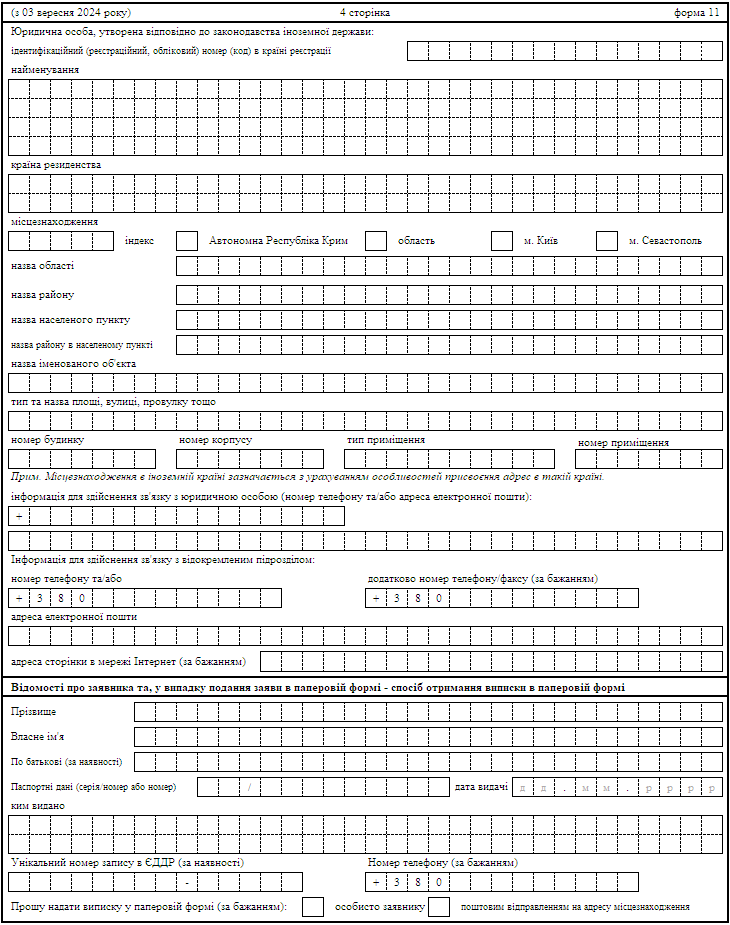 (з 03 вересня 2024 року) 4 сторінка форма 11
Юридична особа, утворена відповідно до законодавства іноземної держави:
ідентифікаційний (реєстраційний, обліковий) номер (код) в країні реєстрації
найменування
країна резиденства
місцезнаходження
індекс Автономна Республіка Крим область м. Київ м. Севастополь
назва області
назва району
назва населеного пункту
назва району в населеному пункті
назва іменованого об'єкта
тип та назва площі, вулиці, провулку тощо
номер будинку номер корпусу тип приміщення номер приміщення
Прим. Місцезнаходження в іноземній країні зазначається з урахуванням особливостей присвоєння адрес в такій країні.
інформація для здійснення зв'язку з юридичною особою (номер телефону та/або адреса електронної пошти):
+
Інформація для здійснення зв'язку з відокремленим підрозділом:
номер телефону та/або додатково номер телефону/факсу (за бажанням)
+ 3 8 0 + 3 8 0
адреса електронної пошти
адреса сторінки в мережі Інтернет (за бажанням)
Відомості про заявника та, у випадку подання заяви в паперовій формі - спосіб отримання виписки в паперовій формі
Прізвище
Власне ім'я
По батькові (за наявності)
Паспортні дані (серія/номер або номер) / дата видачі д д . м м . р р р р
ким видано
Унікальний номер запису в ЄДДР (за наявності) Номер телефону (за бажанням)
- + 3 8 0
Прошу надати виписку у паперовій формі (за бажанням): особисто заявнику поштовим відправленням на адресу місцезнаходження